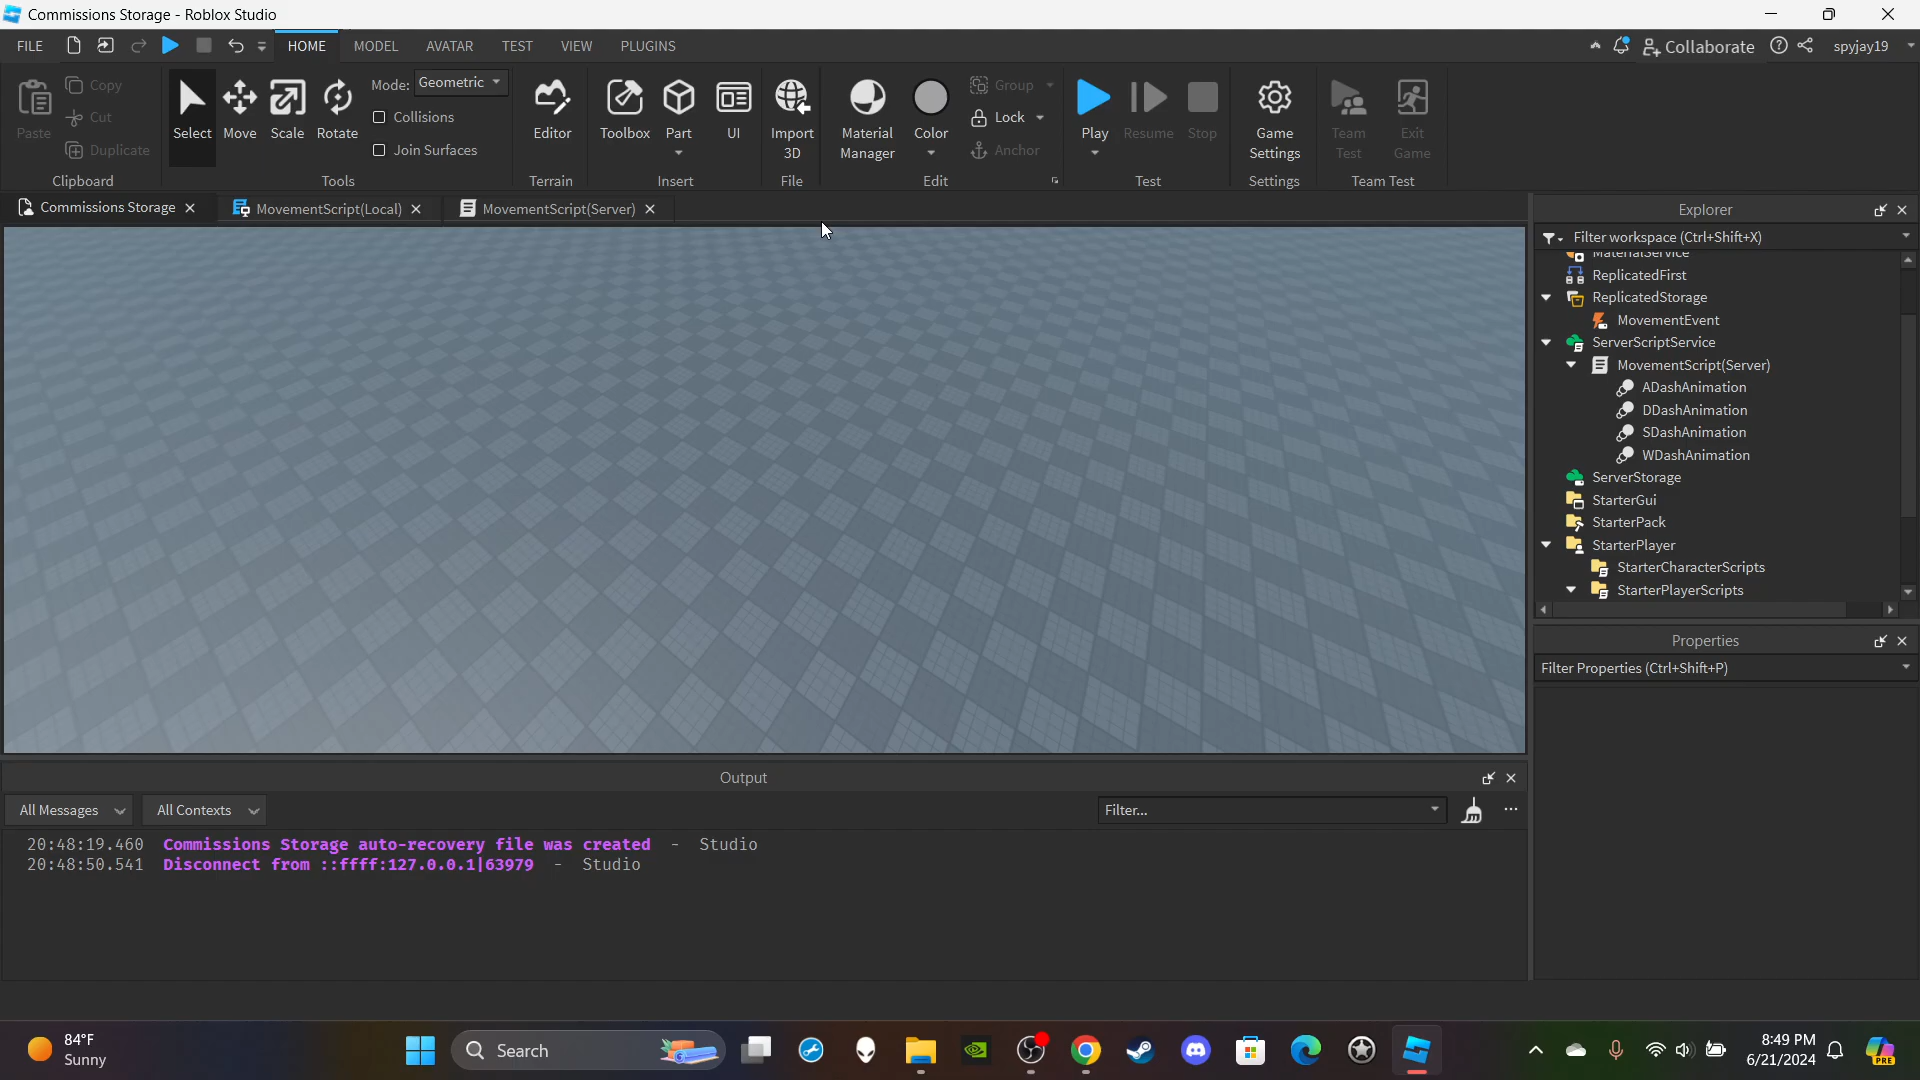 Commissions Storage - Roblox Studio
FILE HOME MODEL AVATAR TEST VIEW PLUGINS Collaborate spyjay19
Paste Copy Cut Duplicate Clipboard
Select Move Scale Rotate Mode: Geometric Collisions Join Surfaces Tools
Editor Terrain
Toolbox Part UI Insert
Import 3D File
Material Manager Color Group Lock Anchor Edit
Play Resume Stop Test
Game Settings Settings
Team Test Exit Game Team Test
Commissions Storage MovementScript(Local) MovementScript(Server)
Explorer
Filter workspace (Ctrl+Shift+X)
MaterialService
ReplicatedFirst
ReplicatedStorage
MovementEvent
ServerScriptService
MovementScript(Server)
ADashAnimation
DDashAnimation
SDashAnimation
WDashAnimation
ServerStorage
StarterGui
StarterPack
StarterPlayer
StarterCharacterScripts
StarterPlayerScripts
Properties
Filter Properties (Ctrl+Shift+P)
Output
All Messages All Contexts Filter... ...
20:48:19.460 Commissions Storage auto-recovery file was created - Studio
20:48:50.541 Disconnect from ::ffff:127.0.0.1|63979 - Studio
84°F
Sunny
Search
8:49 PM
6/21/2024
PRE